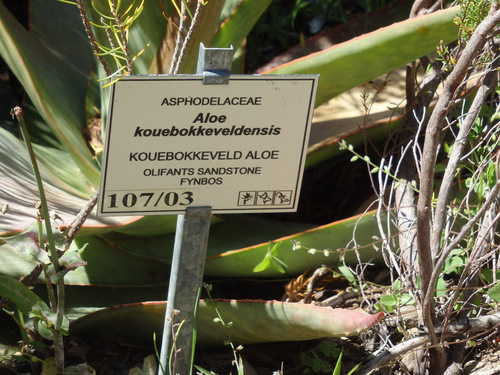 ASPHODELACEAE
Aloe
kouebokkeveldensis
KOUEBOKKEVELD ALOE
OLIFANTS SANDSTONE
FYNBOS
107/03